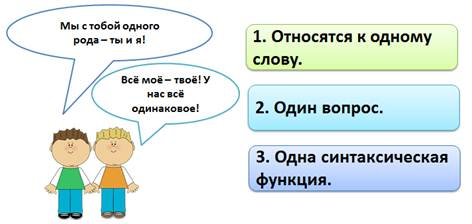 Мы с тобой одного
рода – ты и я!
Всё моё – твоё! У
нас всё
одинаковое!
1. Относятся к одному
слову.
2. Один вопрос.
3. Одна синтаксическая
функция.